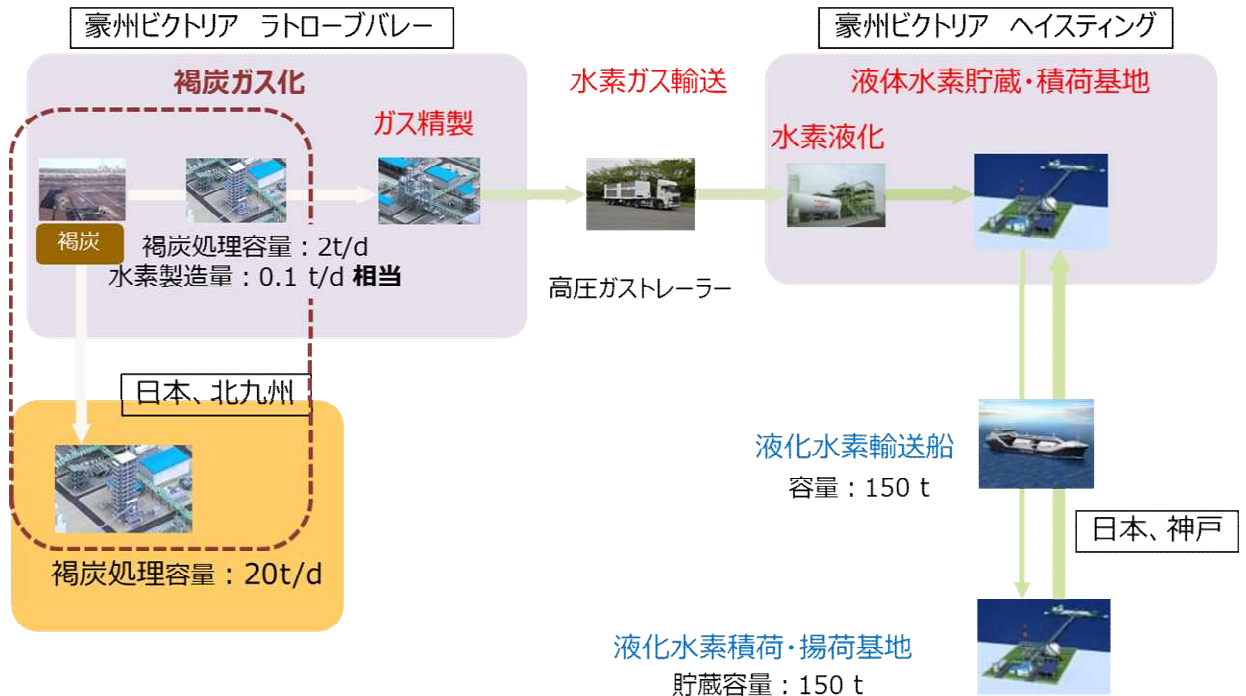 豪州ビクトリア　ラトローブバレー
豪州ビクトリア　ヘイスティング
褐炭ガス化
水素ガス輸送
液体水素貯蔵・積荷基地
ガス精製
水素液化
褐炭
褐炭処理容量：2t/d
水素製造量：0.1 t/d 相当
高圧ガストレーラー
日本、北九州
褐炭処理容量：20t/d
液化水素輸送船
容量：150 t
日本、神戸
液化水素積荷・揚荷基地
貯蔵容量：150 t